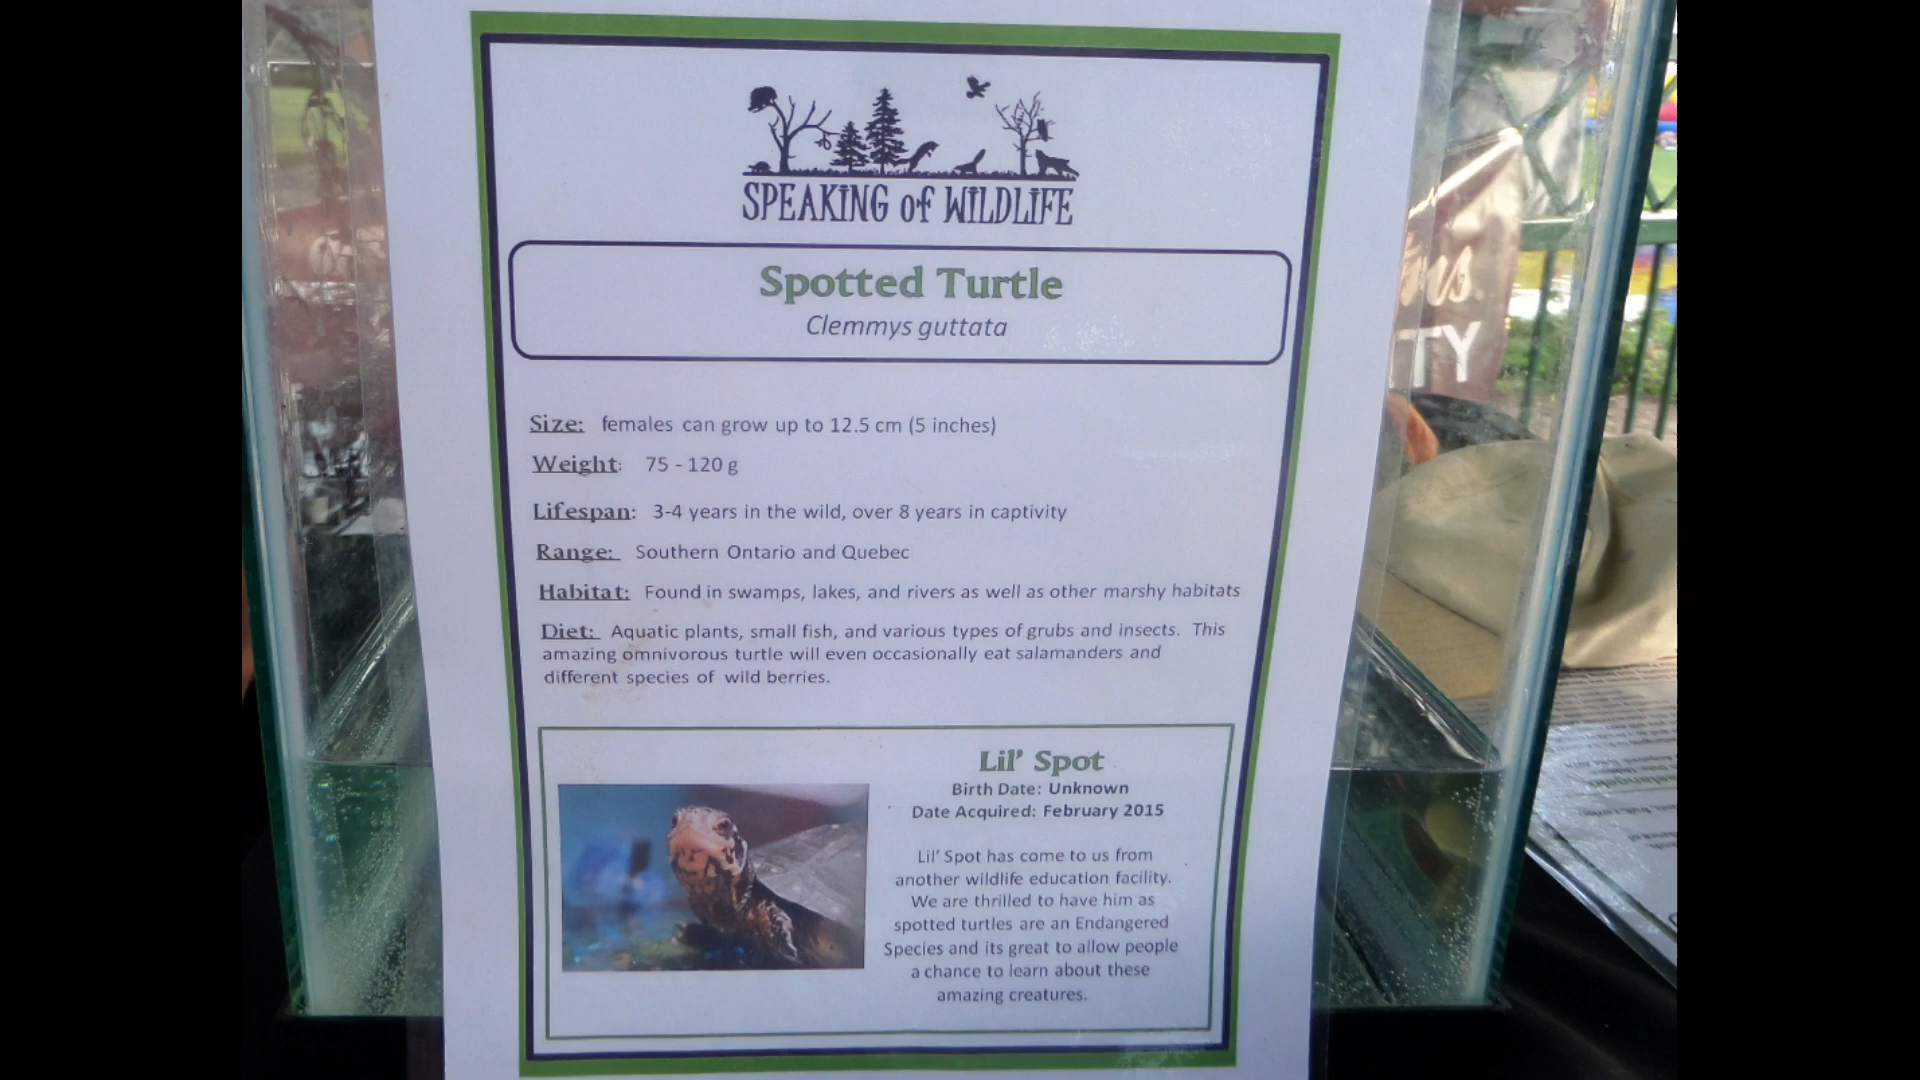 SPEAKING of WILDLIFE
Spotted Turtle
Clemmys guttata
Size: females can grow up to 12.5 cm (5 inches)
Weight: 75 - 120 g
Lifespan: 3-4 years in the wild, over 8 years in captivity
Range: Southern Ontario and Quebec
Habitat: Found in swamps, lakes, and rivers as well as other marshy habitats
Diet: Aquatic plants, small fish, and various types of grubs and insects. This
amazing omnivorous turtle will even occasionally eat salamanders and
different species of wild berries.
Lil' Spot
Birth Date: Unknown
Date Acquired: February 2015
Lil' Spot has come to us from
another wildlife education facility.
We are thrilled to have him as
spotted turtles are an Endangered
Species and its great to allow people
a chance to learn about these
amazing creatures.